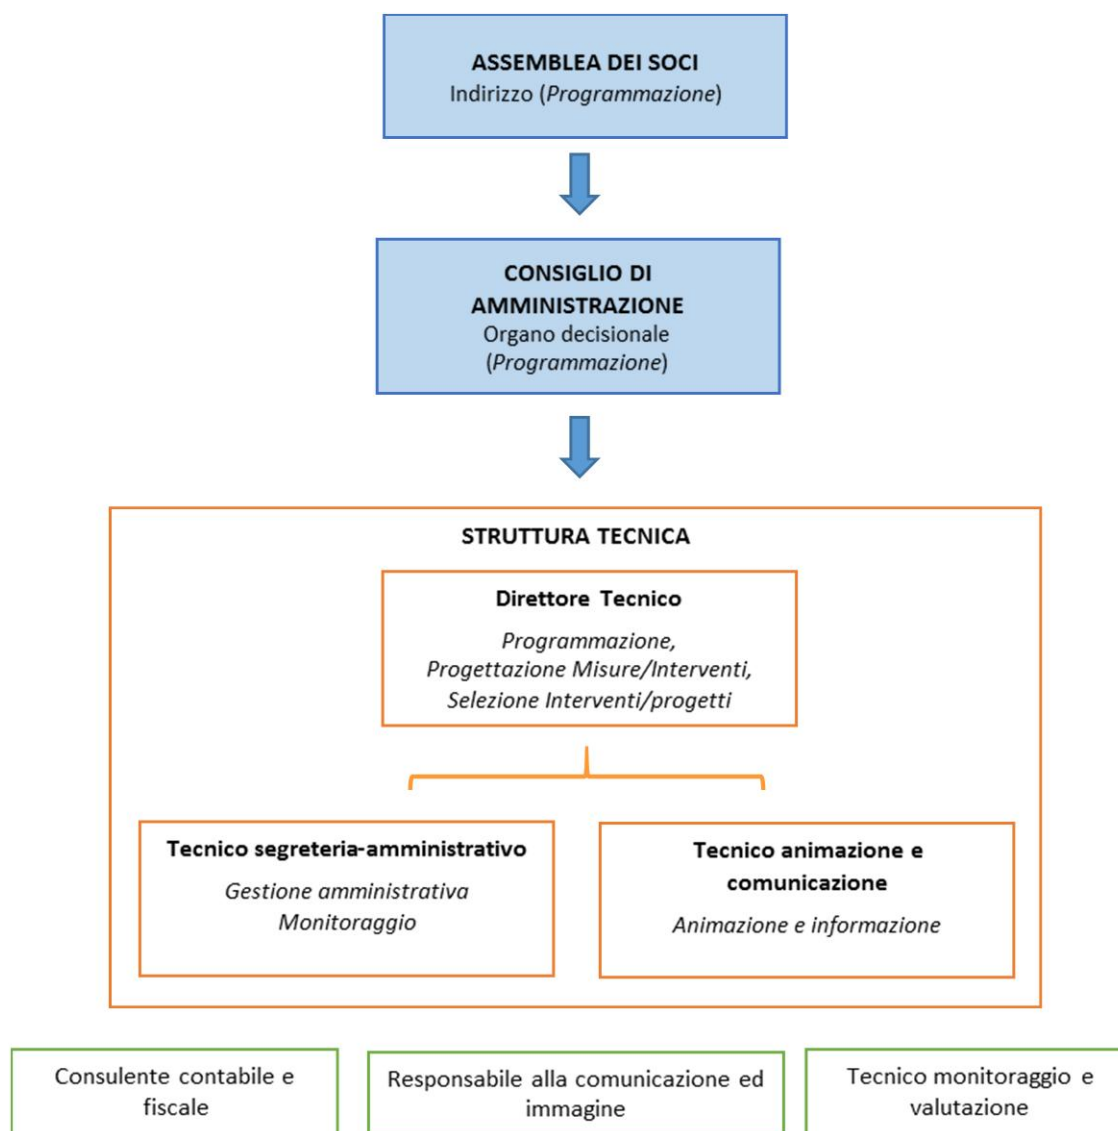 ASSEMBLEA DEI SOCI
Indirizzo (Programmazione)
CONSIGLIO DI
AMMINISTRAZIONE
Organo decisionale
(Programmazione)
STRUTTURA TECNICA
Direttore Tecnico
Programmazione,
Progettazione Misure/Interventi,
Selezione Interventi/progetti
Tecnico segreteria-amministrativo
Gestione amministrativa
Monitoraggio
Tecnico animazione e
comunicazione
Animazione e informazione
Consulente contabile e
fiscale
Responsabile alla comunicazione ed
immagine
Tecnico monitoraggio e
valutazione